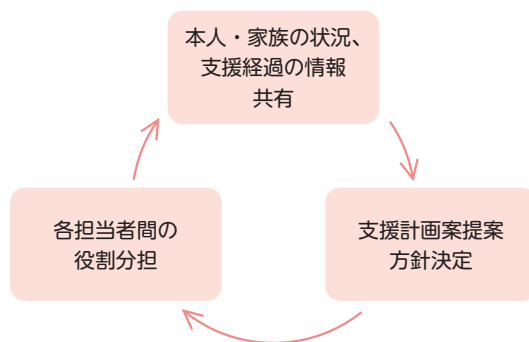 本人・家族の状況、
支援経過の情報
共有
支援計画案提案
方針決定
各担当者間の
役割分担